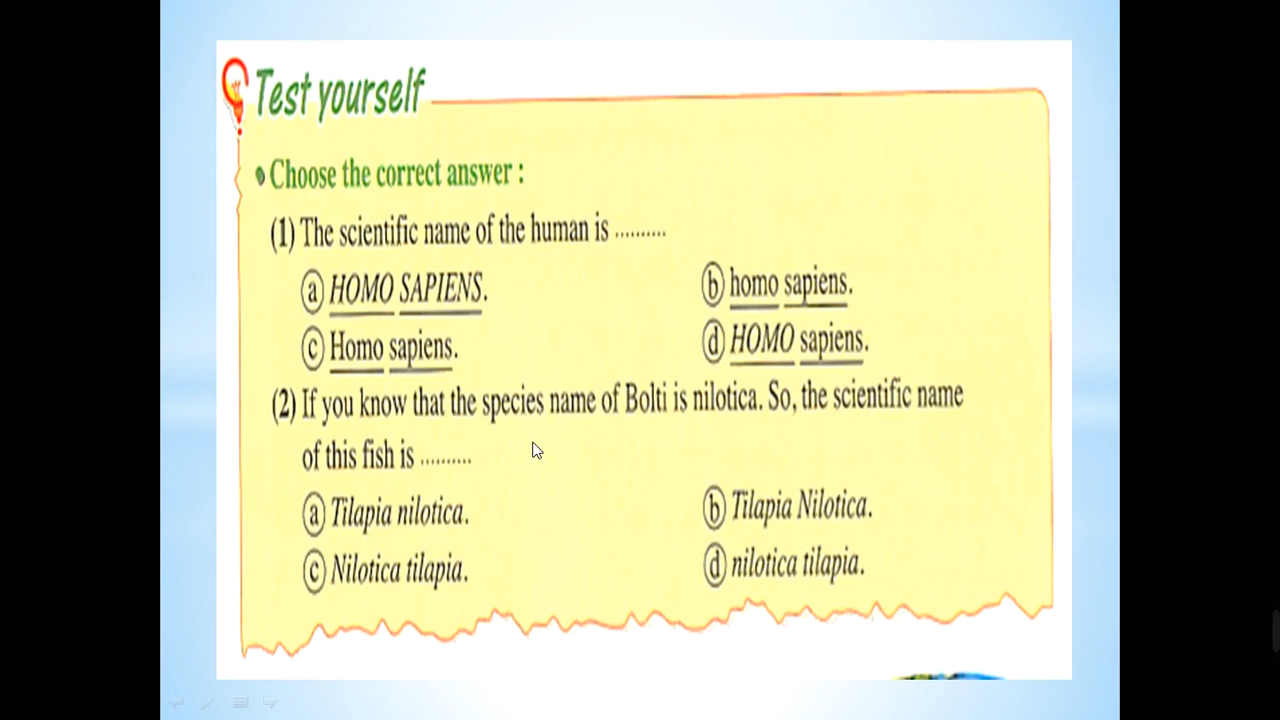 Test yourself
• Choose the correct answer :
(1) The scientific name of the human is ..........
ⓐ HOMO SAPIENS.
ⓑ homo sapiens.
ⓒ Homo sapiens.
ⓓ HOMO sapiens.
(2) If you know that the species name of Bolti is nilotica. So, the scientific name
of this fish is ..........
ⓐ Tilapia nilotica.
ⓑ Tilapia Nilotica.
ⓒ Nilotica tilapia.
ⓓ nilotica tilapia.